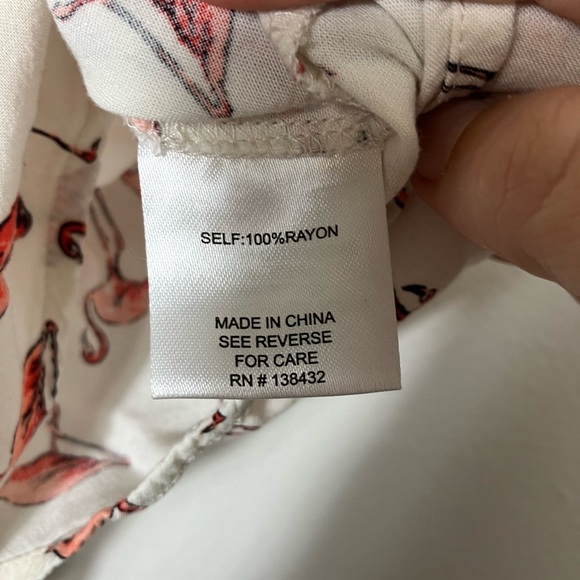 SELF:100%RAYON
MADE IN CHINA
SEE REVERSE
FOR CARE
RN # 138432